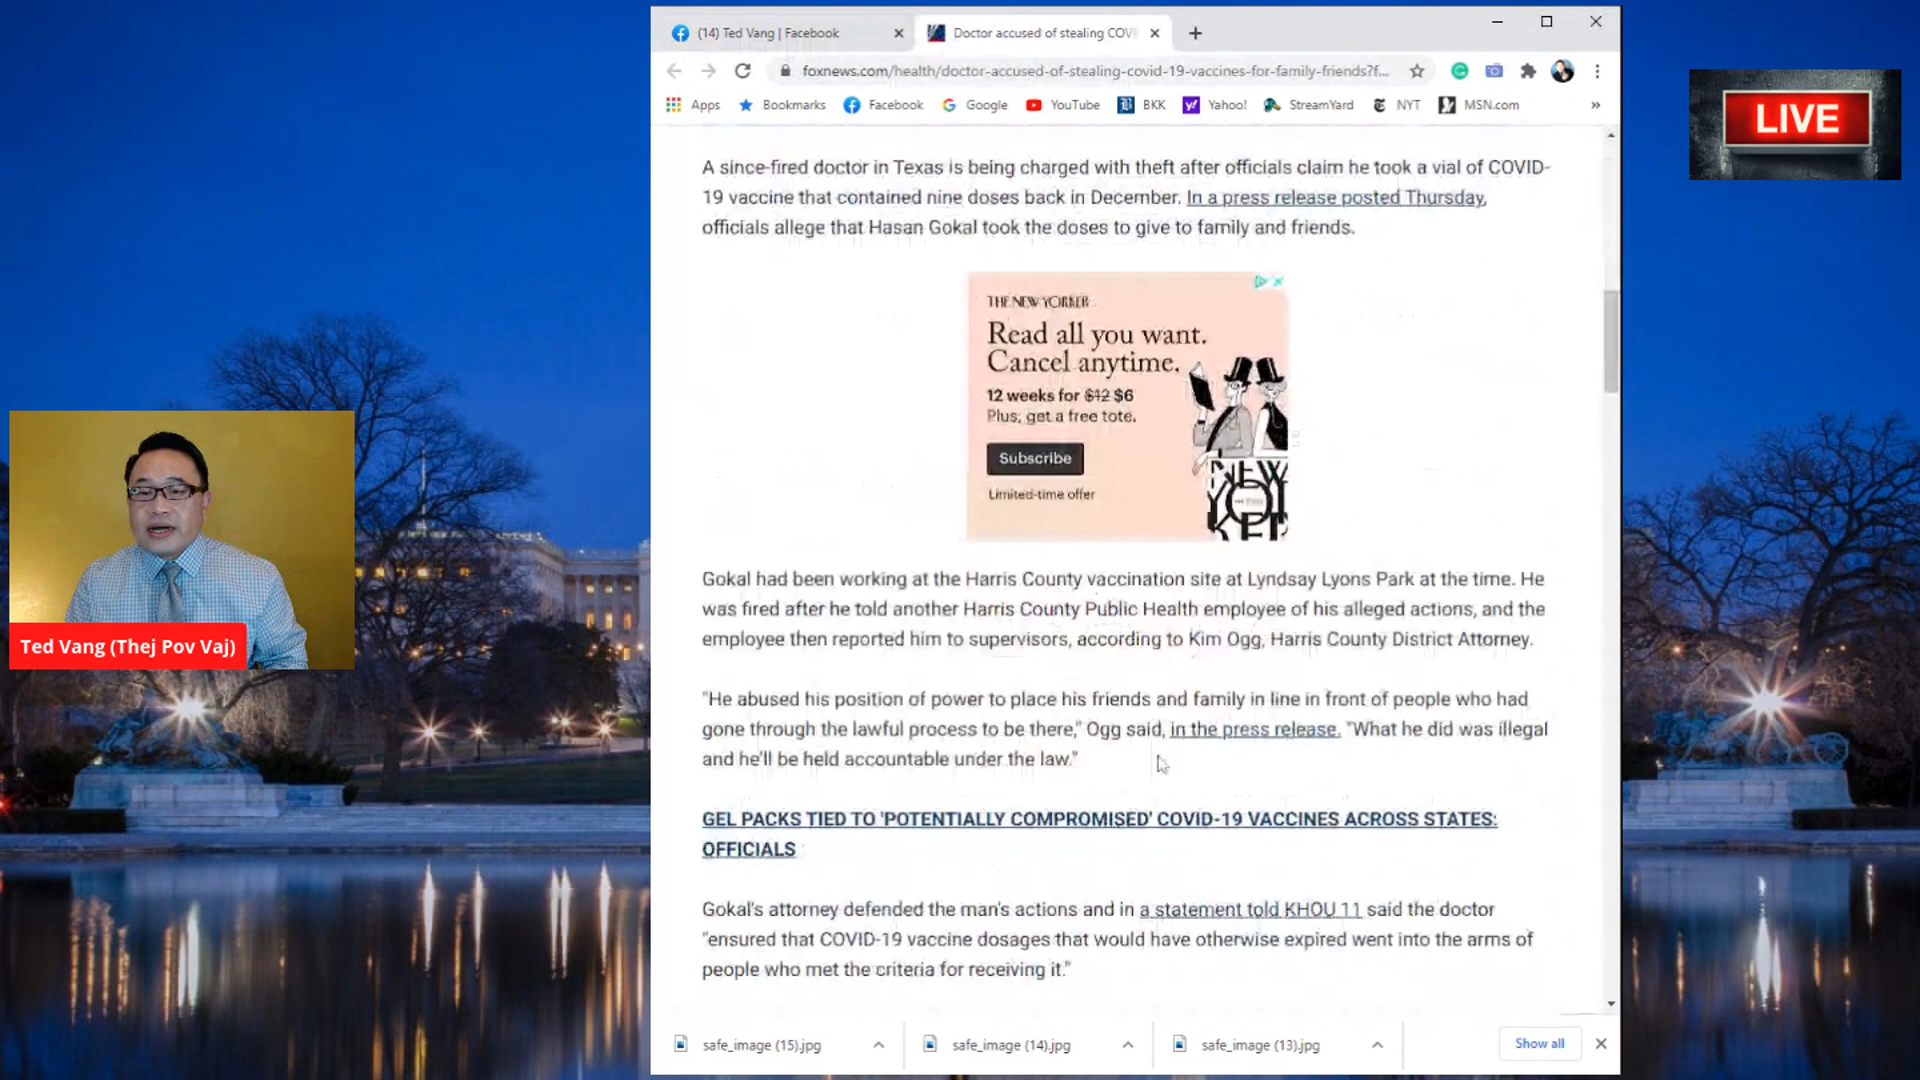 (14) Ted Vang | Facebook
Doctor accused of stealing COVI
foxnews.com/health/doctor-accused-of-stealing-covid-19-vaccines-for-family-friends?f...
Apps
Bookmarks
Facebook
Google
YouTube
BKK
Yahoo!
StreamYard
NYT
MSN.com
»
LIVE
A since-fired doctor in Texas is being charged with theft after officials claim he took a vial of COVID-
19 vaccine that contained nine doses back in December. In a press release posted Thursday,
officials allege that Hasan Gokal took the doses to give to family and friends.
THE NEW YORKER
Read all you want.
Cancel anytime.
12 weeks for $12 $6
Plus, get a free tote.
Subscribe
Limited-time offer
NEW
YO
KER
Gokal had been working at the Harris County vaccination site at Lyndsay Lyons Park at the time. He
was fired after he told another Harris County Public Health employee of his alleged actions, and the
employee then reported him to supervisors, according to Kim Ogg, Harris County District Attorney.
"He abused his position of power to place his friends and family in line in front of people who had
gone through the lawful process to be there," Ogg said, in the press release. "What he did was illegal
and he'll be held accountable under the law."
GEL PACKS TIED TO 'POTENTIALLY COMPROMISED' COVID-19 VACCINES ACROSS STATES:
OFFICIALS
Gokal's attorney defended the man's actions and in a statement told KHOU 11 said the doctor
"ensured that COVID-19 vaccine dosages that would have otherwise expired went into the arms of
people who met the criteria for receiving it."
Ted Vang (Thej Pov Vaj)
safe_image (15).jpg
safe_image (14).jpg
safe_image (13).jpg
Show all